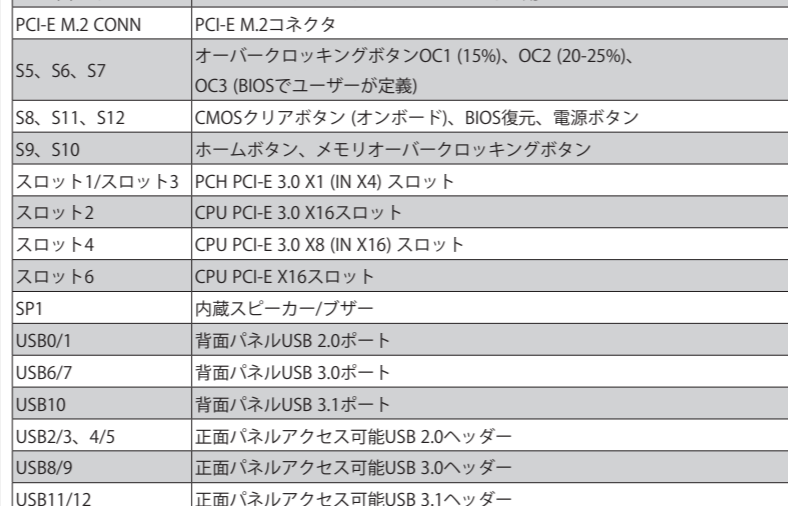 PCI-E M.2 CONN PCI-E M.2コネクタ
S5、S6、S7 オーバークロッキングボタンOC1 (15%)、OC2 (20-25%)、
OC3 (BIOSでユーザーが定義)
S8、S11、S12 CMOSクリアボタン (オンボード)、BIOS復元、電源ボタン
S9、S10 ホームボタン、メモリオーバークロッキングボタン
スロット1/スロット3 PCH PCI-E 3.0 X1 (IN X4) スロット
スロット2 CPU PCI-E 3.0 X16スロット
スロット4 CPU PCI-E 3.0 X8 (IN X16) スロット
スロット6 CPU PCI-E X16スロット
SP1 内蔵スピーカー/ブザー
USB0/1 背面パネルUSB 2.0ポート
USB6/7 背面パネルUSB 3.0ポート
USB10 背面パネルUSB 3.1ポート
USB2/3、4/5 正面パネルアクセス可能USB 2.0ヘッダー
USB8/9 正面パネルアクセス可能USB 3.0ヘッダー
USB11/12 正面パネルアクセス可能USB 3.1ヘッダー